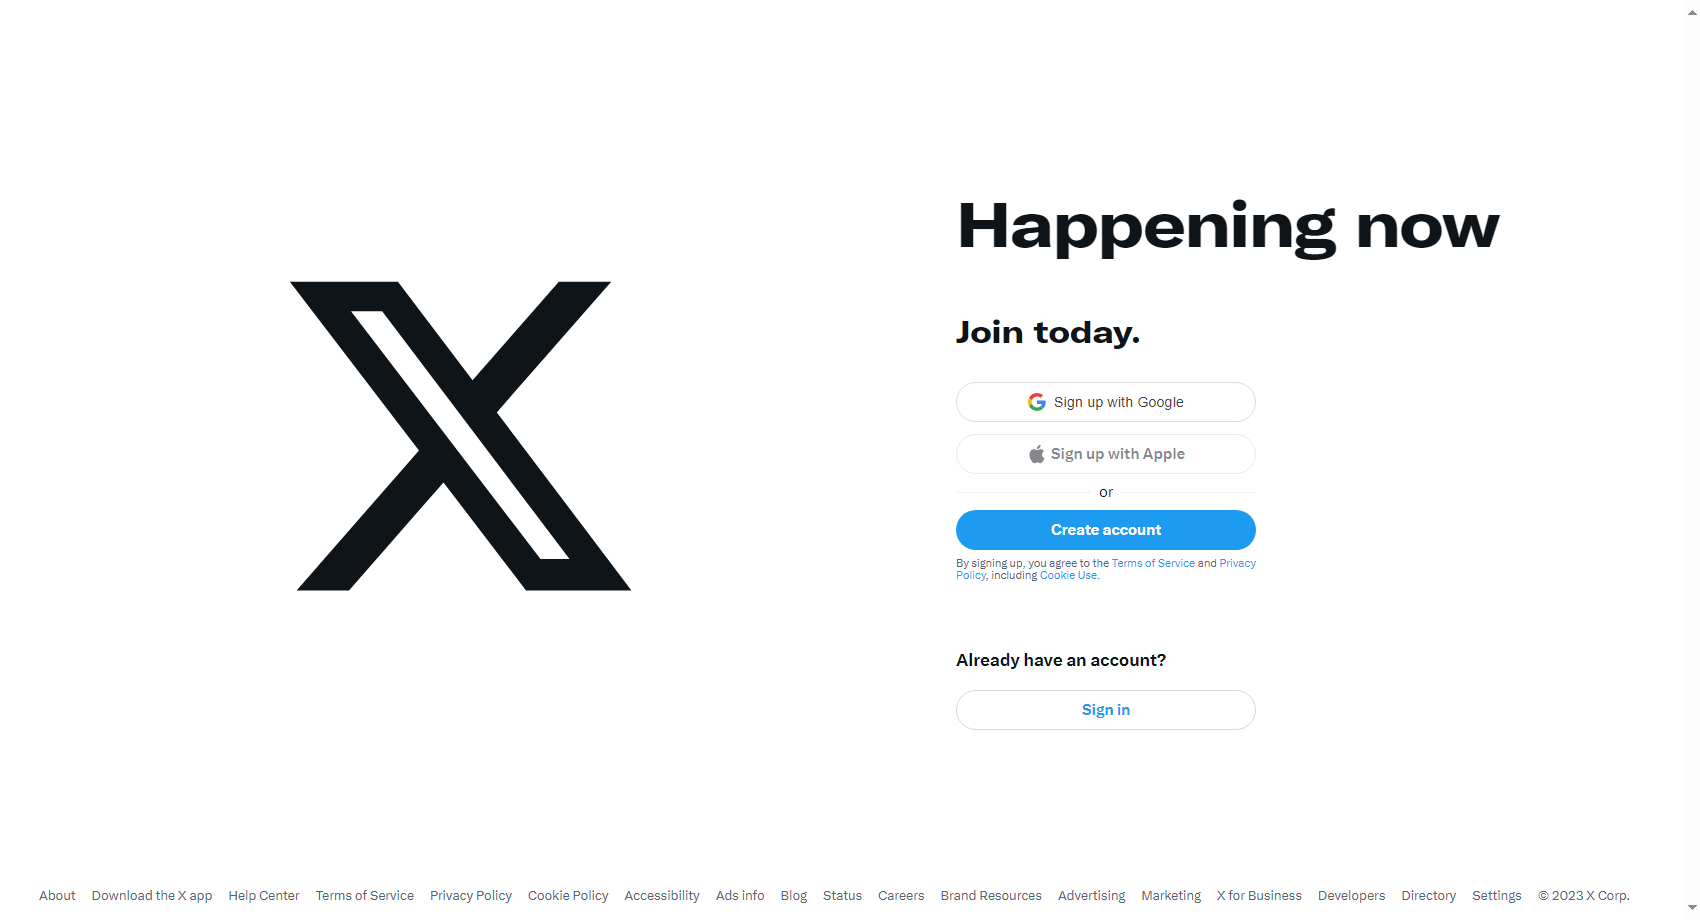 Happening now
Join today.
Sign up with Google
Sign up with Apple
or
Create account
By signing up, you agree to the Terms of Service and Privacy
Policy, including Cookie Use.
Already have an account?
Sign in
About Download the X app Help Center Terms of Service Privacy Policy Cookie Policy Accessibility Ads info Blog Status Careers Brand Resources Advertising Marketing X for Business Developers Directory Settings © 2023 X Corp.